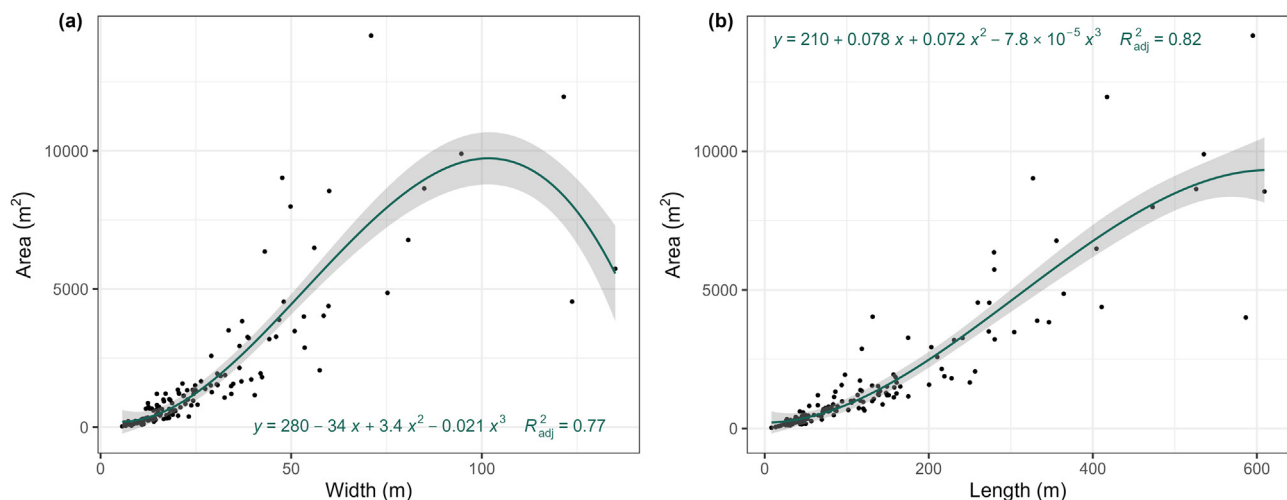 (a)
10000
5000
0
Area (m²)
y = 280 − 34 x + 3.4 x² − 0.021 x³ R²adj = 0.77
0 50 100
Width (m)
(b)
y = 210 + 0.078 x + 0.072 x² − 7.8 × 10⁻⁵ x³ R²adj = 0.82
10000
5000
0
Area (m²)
0 200 400 600
Length (m)